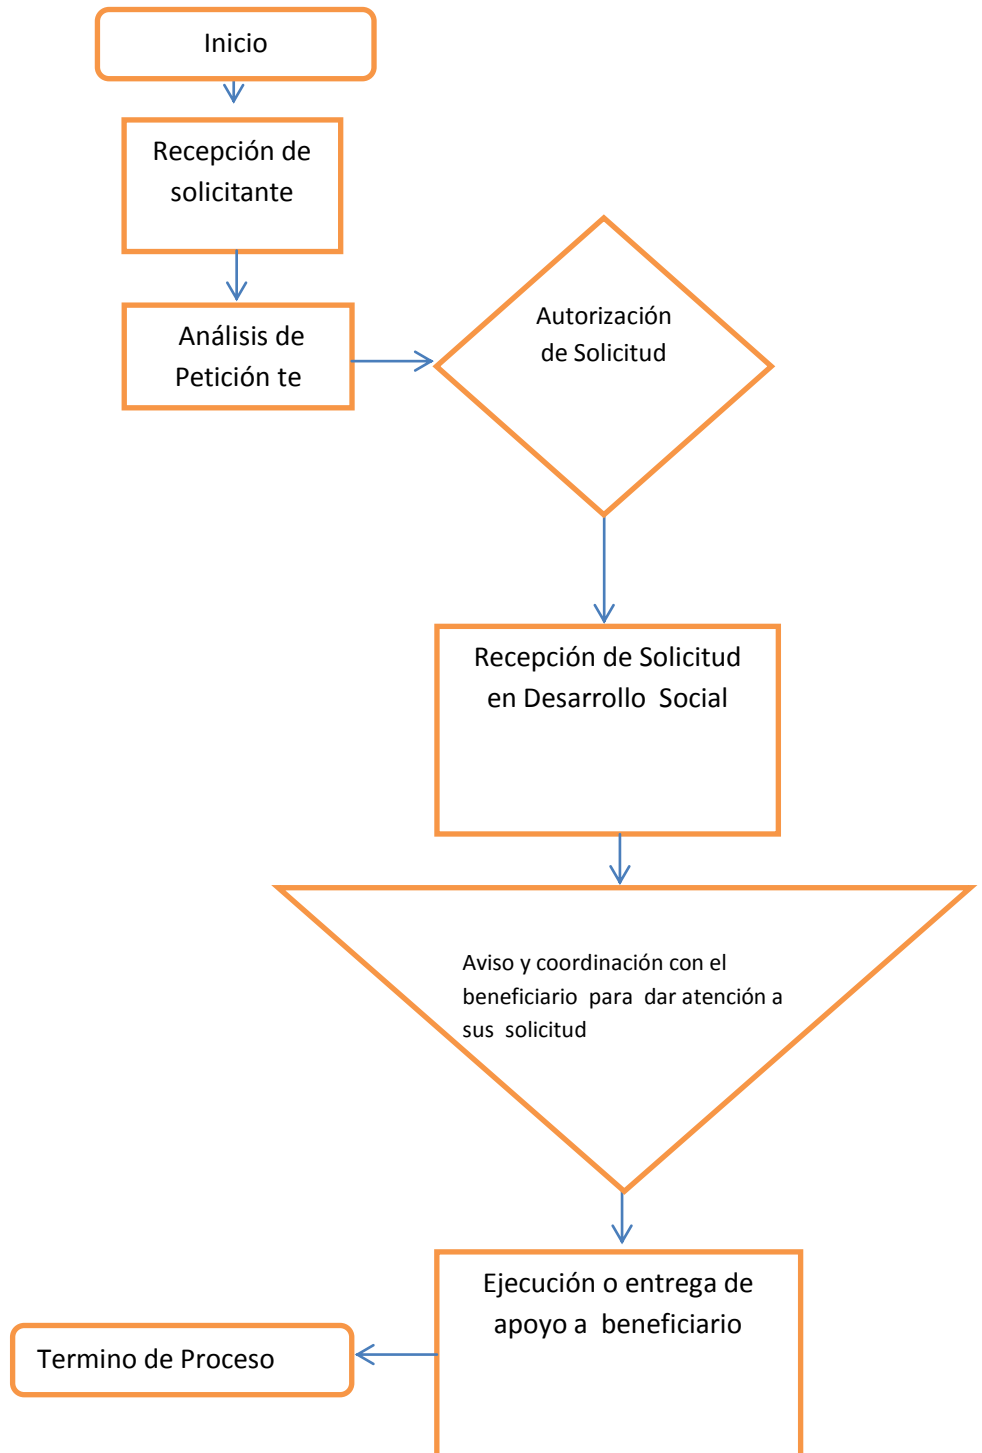 Inicio
Recepción de
solicitante
Análisis de
Petición te
Autorización
de Solicitud
Recepción de Solicitud
en Desarrollo  Social
Aviso y coordinación con el
beneficiario  para  dar atención a
sus  solicitud
Ejecución o entrega de
apoyo a  beneficiario
Termino de Proceso